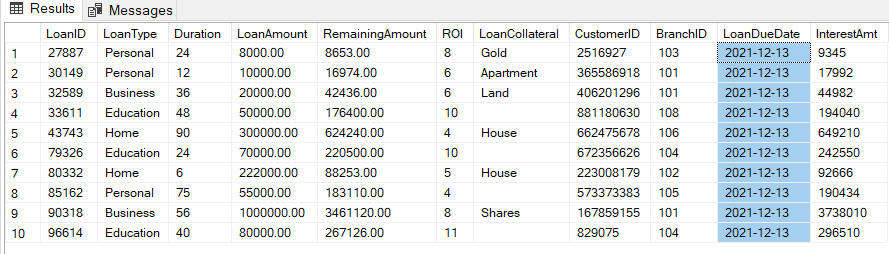 Results Messages
LoanID LoanType Duration LoanAmount RemainingAmount ROI LoanCollateral CustomerID BranchID LoanDueDate InterestAmt
1 27887 Personal 24 8000.00 8653.00 8 Gold 2516927 103 2021-12-13 9345
2 30149 Personal 12 10000.00 16974.00 6 Apartment 365586918 101 2021-12-13 17992
3 32589 Business 36 20000.00 42436.00 6 Land 406201296 101 2021-12-13 44982
4 33611 Education 48 50000.00 176400.00 10 881180630 108 2021-12-13 194040
5 43743 Home 90 300000.00 624240.00 4 House 662475678 106 2021-12-13 649210
6 79326 Education 24 70000.00 220500.00 10 672356626 104 2021-12-13 242550
7 80332 Home 6 222000.00 88253.00 5 House 223008179 102 2021-12-13 92666
8 85162 Personal 75 55000.00 183110.00 4 573373383 105 2021-12-13 190434
9 90318 Business 56 1000000.00 3461120.00 8 Shares 167859155 101 2021-12-13 3738010
10 96614 Education 40 80000.00 267126.00 11 829075 104 2021-12-13 296510